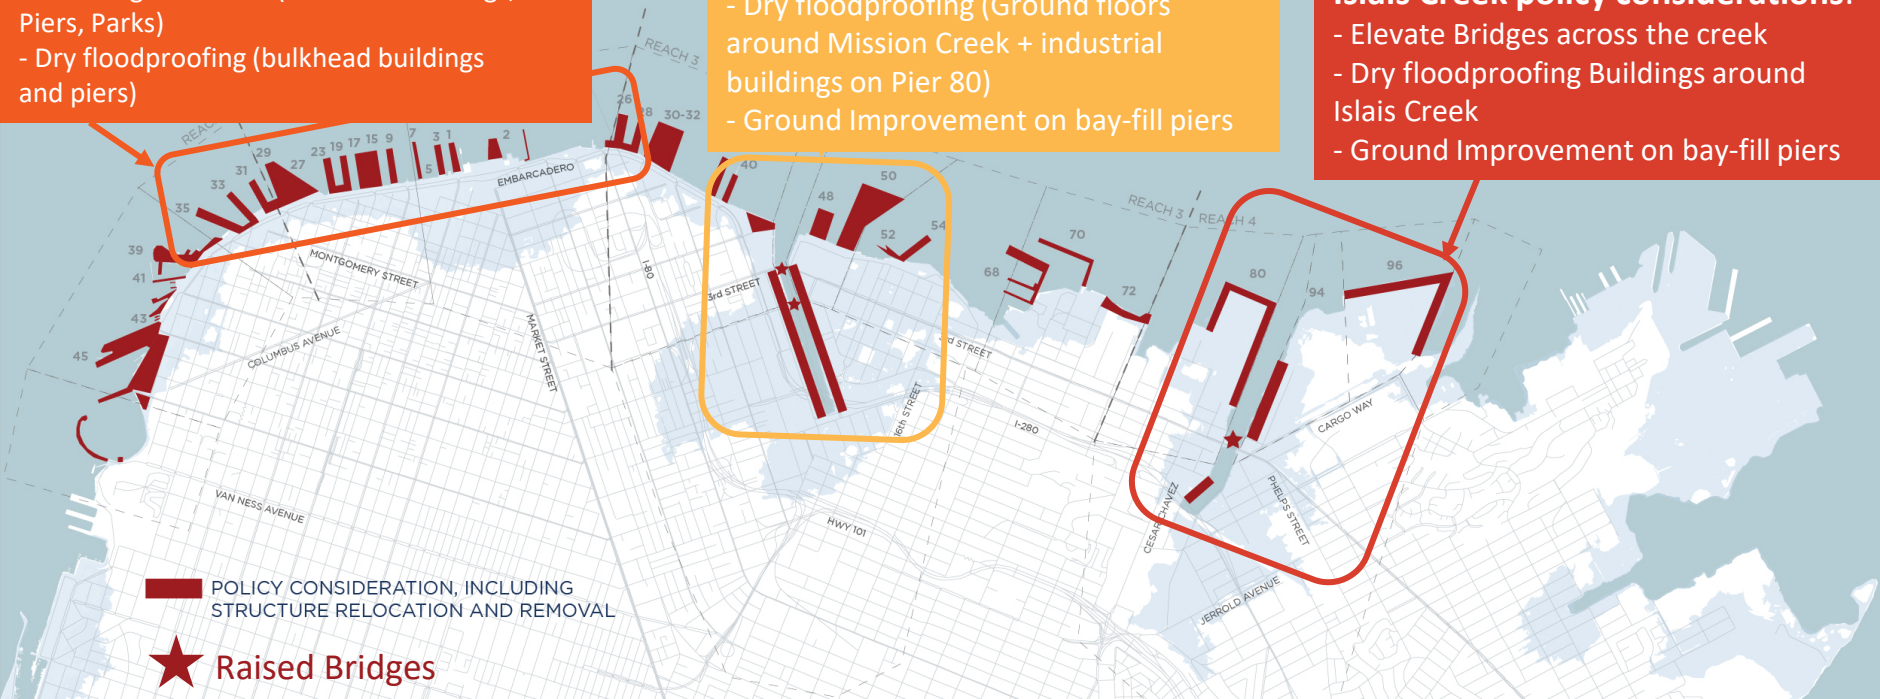 Piers, Parks)
- Dry floodproofing (bulkhead buildings
and piers)
- Dry floodproofing (Ground floors
around Mission Creek + industrial
buildings on Pier 80)
- Ground Improvement on bay-fill piers
Islais Creek policy considerations:
- Elevate Bridges across the creek
- Dry floodproofing Buildings around
Islais Creek
- Ground Improvement on bay-fill piers
REACH 3
26
28
30-32
23 19 17 15 9
7
5
3 1
2
29
27
31
33
35
39
41
43
45
EMBARCADERO
MONTGOMERY STREET
COLUMBUS AVENUE
MARKET STREET
VAN NESS AVENUE
I-80
3rd STREET
40
48
50
52
54
16th STREET
I-280
HWY 101
68
70
72
REACH 3
REACH 4
80
94
96
CARGO WAY
CESAR CHAVEZ
PHELPS STREET
JERROLD AVENUE
POLICY CONSIDERATION, INCLUDING
STRUCTURE RELOCATION AND REMOVAL
Raised Bridges